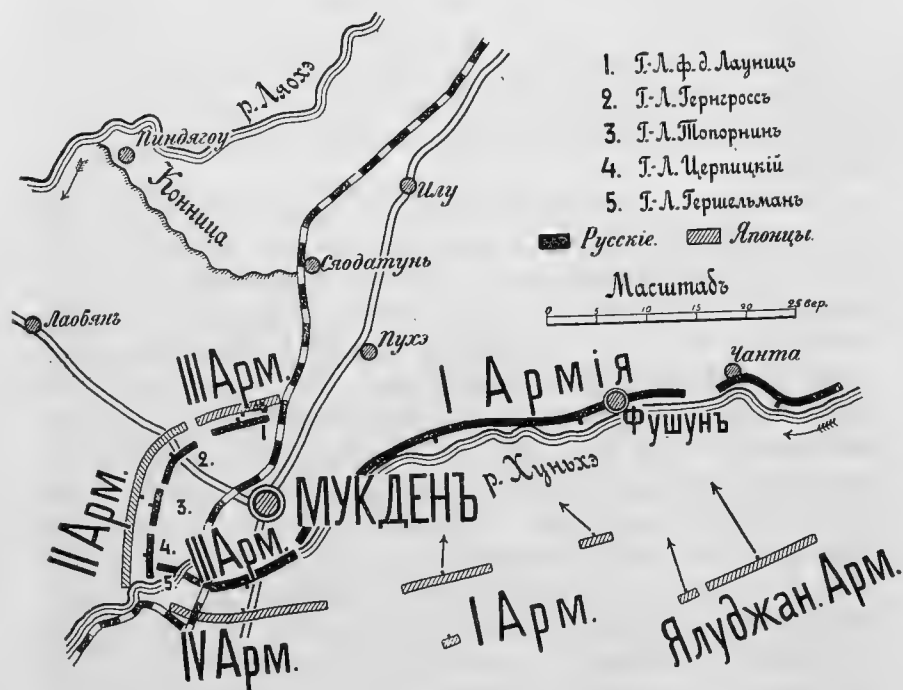 р. Ляохэ
Пиндягоу
Конница
Илу
Сяодатунь
Лаобянъ
Пухэ
1. Г.-Л. ф. д. Лауницъ
2. Г.-Л. Гернгроссъ
3. Г.-Л. Топорнинъ
4. Г.-Л. Церпицкій
5. Г.-Л. Гершельманъ
Русскіе. Японцы.
Масштабъ
0 5 10 15 20 25 вер.
III Арм.
I Армія
Чанта
Фушунъ
р. Хуньхэ
1.
2.
3.
4.
5.
II Арм.
МУКДЕНЪ
III Арм.
IV Арм.
I Арм.
Ялуджан. Арм.